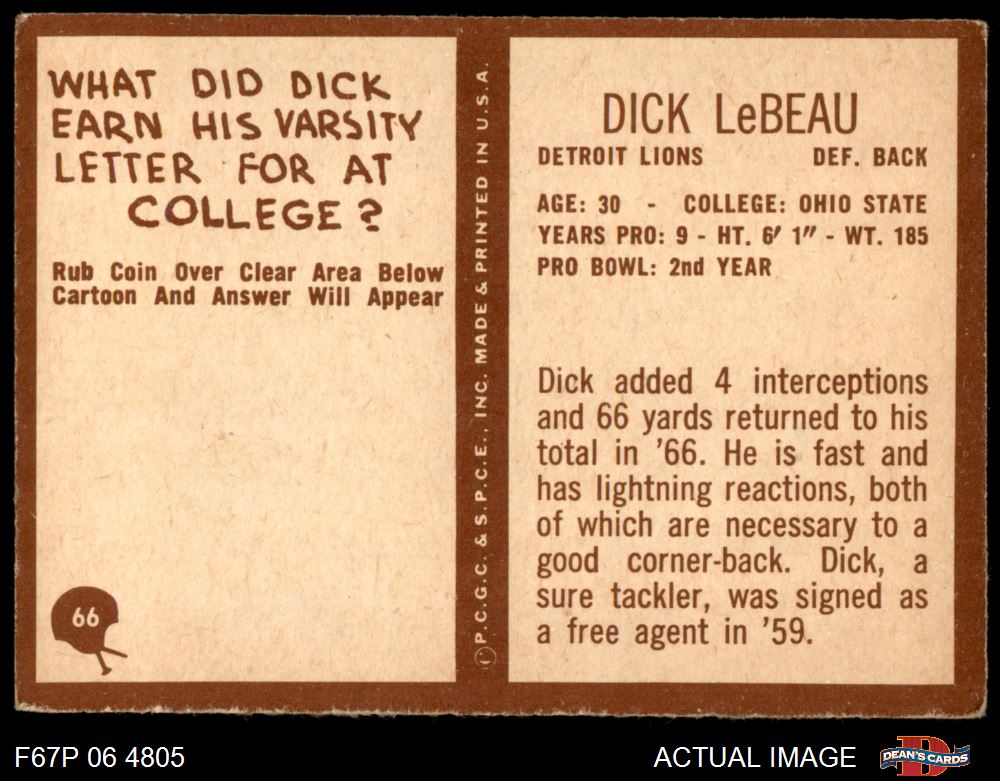 WHAT DID DICK
EARN HIS VARSITY
LETTER FOR AT
COLLEGE?
Rub Coin Over Clear Area Below
Cartoon And Answer Will Appear
66
© P.C.G.C. & S.P.C.E., INC. MADE & PRINTED IN U.S.A.
DICK LeBEAU
DETROIT LIONS DEF. BACK
AGE: 30 - COLLEGE: OHIO STATE
YEARS PRO: 9 - HT. 6′ 1″ - WT. 185
PRO BOWL: 2nd YEAR
Dick added 4 interceptions
and 66 yards returned to his
total in '66. He is fast and
has lightning reactions, both
of which are necessary to a
good corner-back. Dick, a
sure tackler, was signed as
a free agent in '59.
F67P 06 4805
ACTUAL IMAGE
D
DEAN'S CARDS